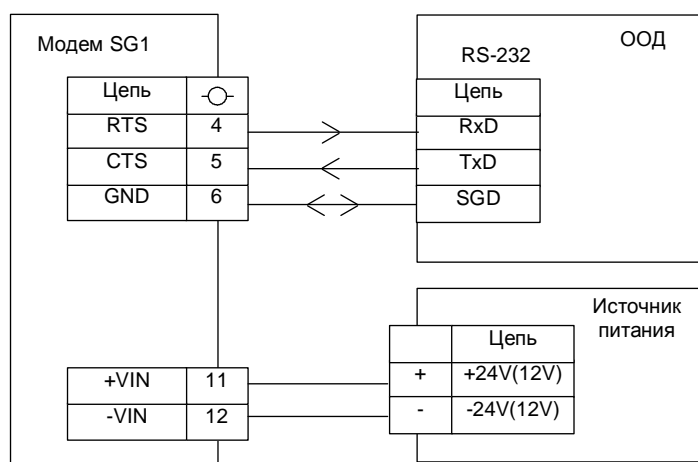 Модем SG1
Цепь
RTS 4
CTS 5
GND 6
+VIN 11
-VIN 12
ООД
RS-232
Цепь
RxD
TxD
SGD
Источник
питания
Цепь
+ +24V(12V)
- -24V(12V)